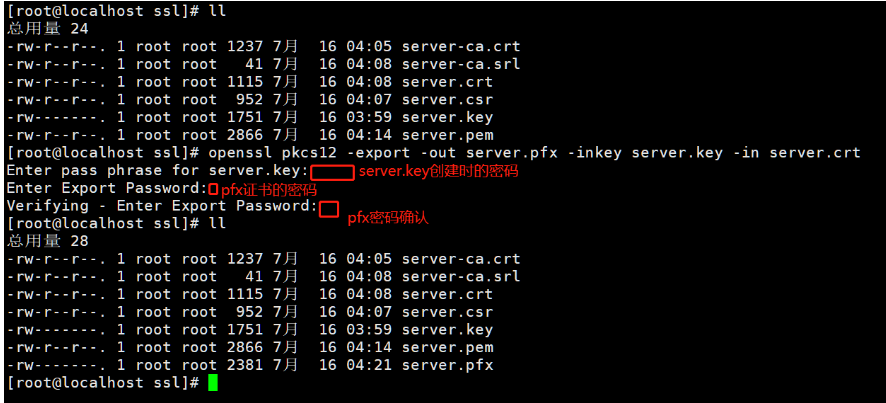 [root@localhost ssl]# ll
总用量 24
-rw-r--r--. 1 root root 1237 7月  16 04:05 server-ca.crt
-rw-r--r--. 1 root root   41 7月  16 04:08 server-ca.srl
-rw-r--r--. 1 root root 1115 7月  16 04:08 server.crt
-rw-r--r--. 1 root root  952 7月  16 04:07 server.csr
-rw-------. 1 root root 1751 7月  16 03:59 server.key
-rw-r--r--. 1 root root 2866 7月  16 04:14 server.pem
[root@localhost ssl]# openssl pkcs12 -export -out server.pfx -inkey server.key -in server.crt
Enter pass phrase for server.key: server.key创建时的密码
Enter Export Password: pfx证书的密码
Verifying - Enter Export Password: pfx密码确认
[root@localhost ssl]# ll
总用量 28
-rw-r--r--. 1 root root 1237 7月  16 04:05 server-ca.crt
-rw-r--r--. 1 root root   41 7月  16 04:08 server-ca.srl
-rw-r--r--. 1 root root 1115 7月  16 04:08 server.crt
-rw-r--r--. 1 root root  952 7月  16 04:07 server.csr
-rw-------. 1 root root 1751 7月  16 03:59 server.key
-rw-r--r--. 1 root root 2866 7月  16 04:14 server.pem
-rw-------. 1 root root 2381 7月  16 04:21 server.pfx
[root@localhost ssl]#